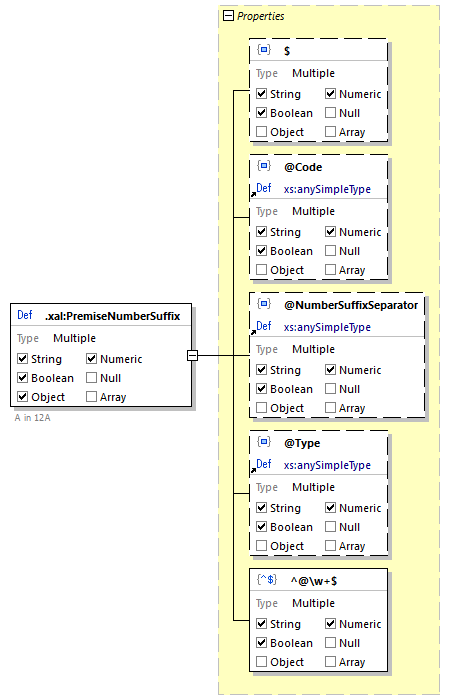 Properties
{} $
Type Multiple
String Numeric
Boolean Null
Object Array
{} @Code
Def xs:anySimpleType
Type Multiple
String Numeric
Boolean Null
Object Array
{} @NumberSuffixSeparator
Def xs:anySimpleType
Type Multiple
String Numeric
Boolean Null
Object Array
Def .xal:PremiseNumberSuffix
Type Multiple
String Numeric
Boolean Null
Object Array
A in 12A
{} @Type
Def xs:anySimpleType
Type Multiple
String Numeric
Boolean Null
Object Array
{^$} ^@\w+$
Type Multiple
String Numeric
Boolean Null
Object Array